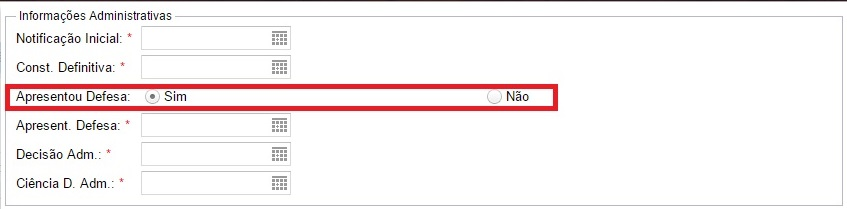 Informações Administrativas
Notificação Inicial: *
Const. Definitiva: *
Apresentou Defesa: Sim Não
Apresent. Defesa: *
Decisão Adm.: *
Ciência D. Adm.: *